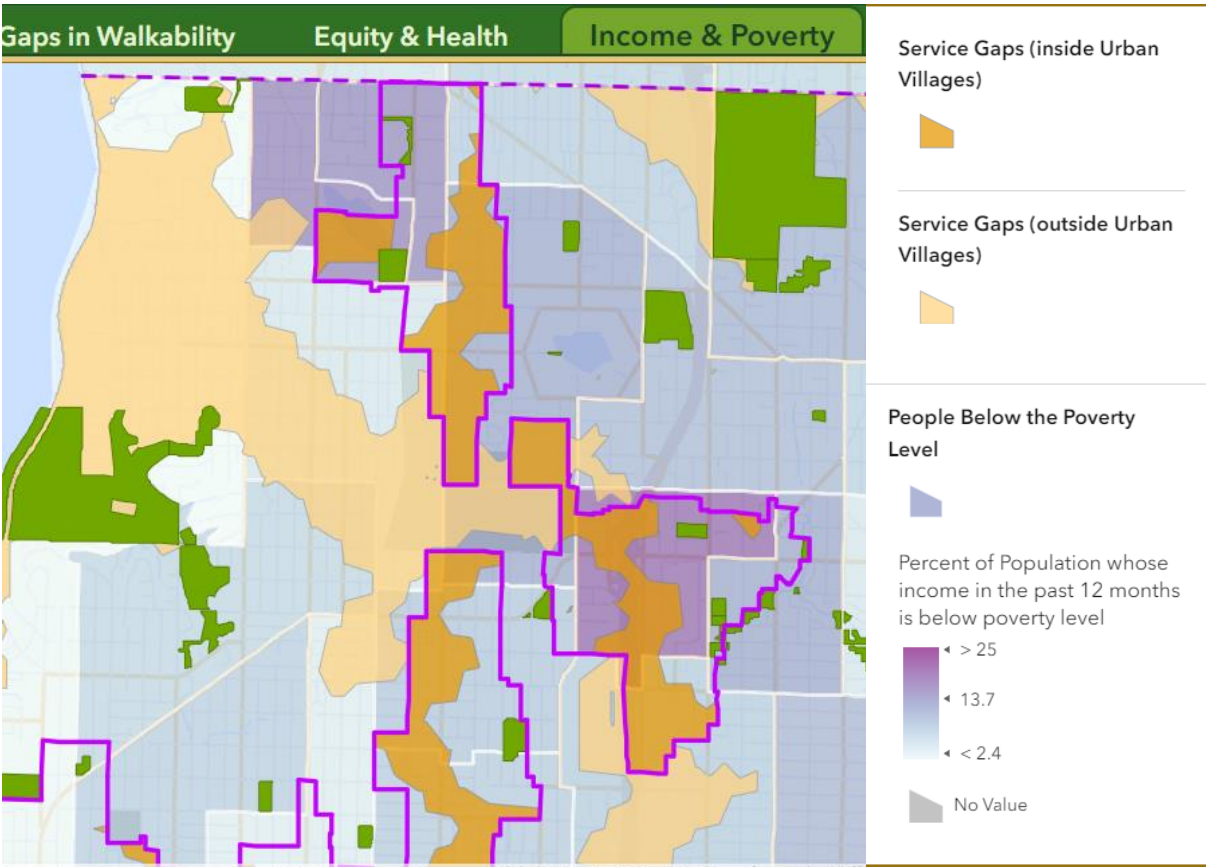 Gaps in Walkability
Equity & Health
Income & Poverty
Service Gaps (inside Urban
Villages)
Service Gaps (outside Urban
Villages)
People Below the Poverty
Level
Percent of Population whose
income in the past 12 months
is below poverty level
> 25
13.7
< 2.4
No Value